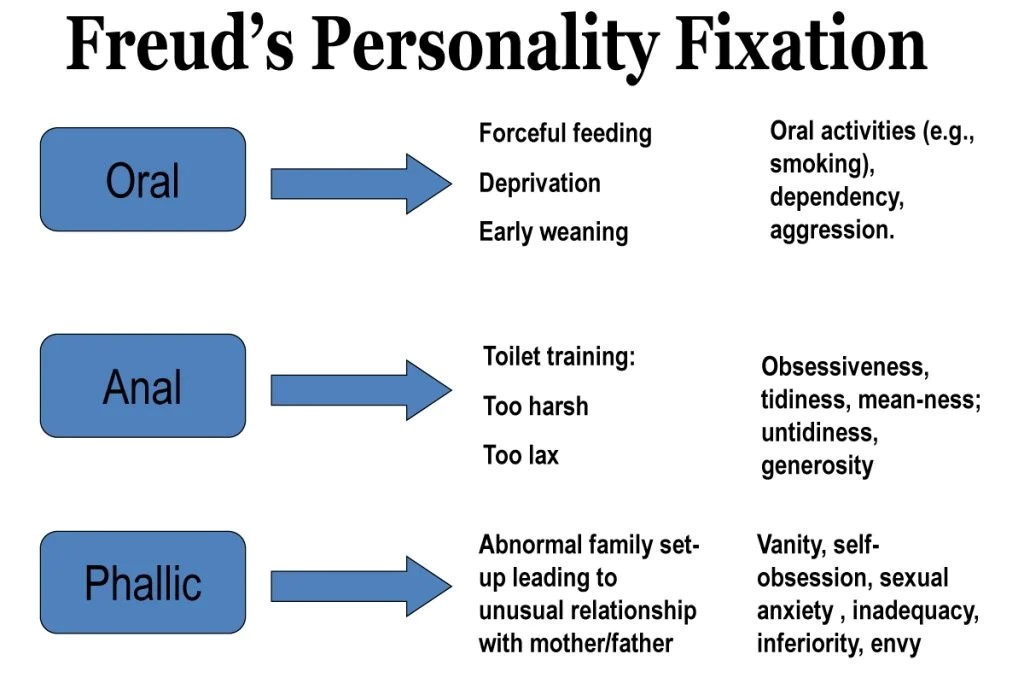 Freud's Personality Fixation
Oral
Forceful feeding
Deprivation
Early weaning
Oral activities (e.g.,
smoking),
dependency,
aggression.
Anal
Toilet training:
Too harsh
Too lax
Obsessiveness,
tidiness, mean-ness;
untidiness,
generosity
Phallic
Abnormal family set-
up leading to
unusual relationship
with mother/father
Vanity, self-
obsession, sexual
anxiety , inadequacy,
inferiority, envy